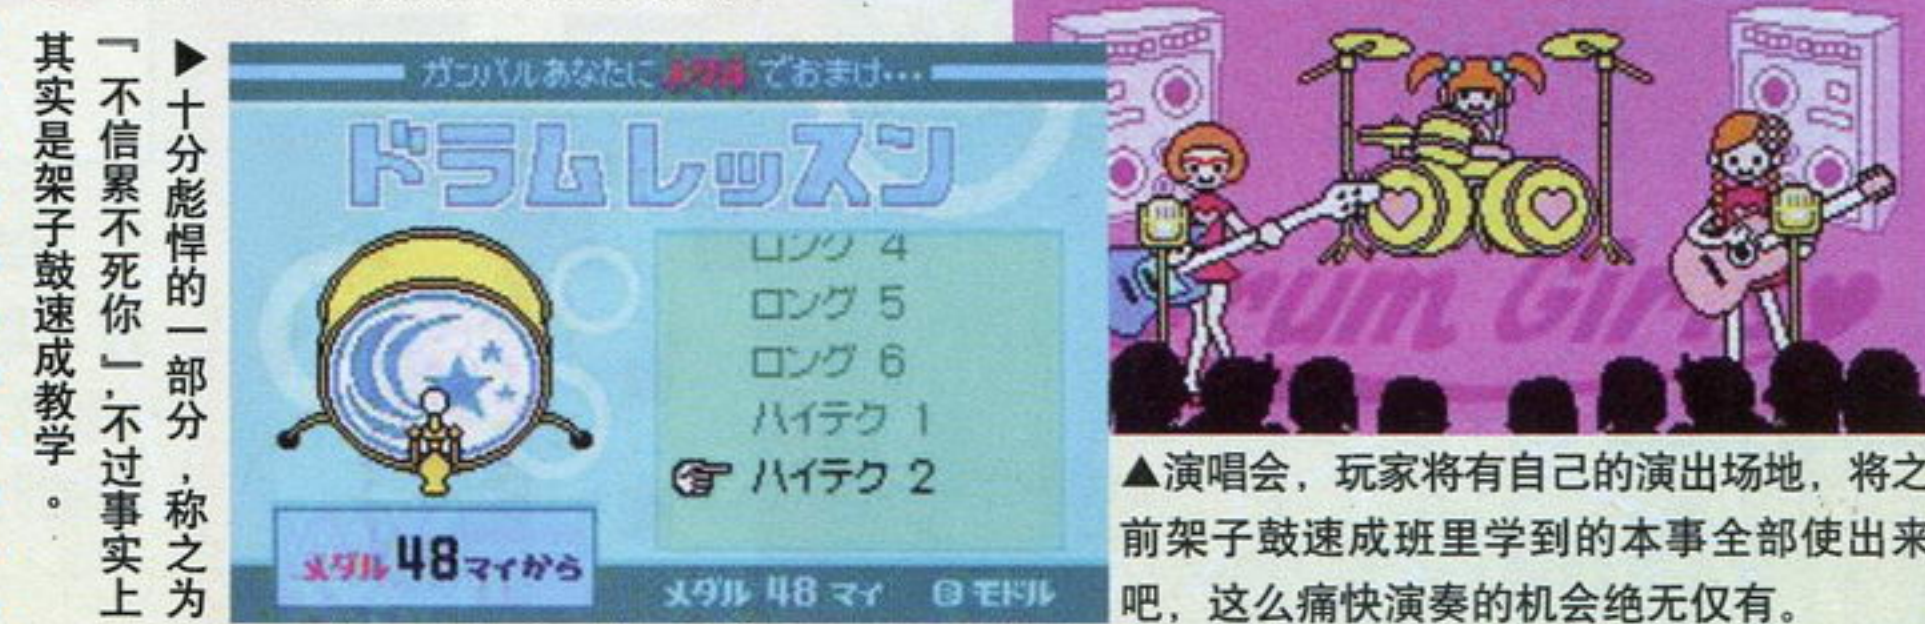 ▶十分彪悍的一部分，称之为
「不信累不死你」，不过事实上
其实是架子鼓速成教学。
ガンバルあなたにメダルでおまけ…
ドラムレッスン
ロング 4
ロング 5
ロング 6
ハイテク 1
ハイテク 2
メダル48マイから
メダル 48 マイ Ⓑ モドル
rum Girl
▲演唱会，玩家将有自己的演出场地，将之
前架子鼓速成班里学到的本事全部使出来
吧，这么痛快演奏的机会绝无仅有。